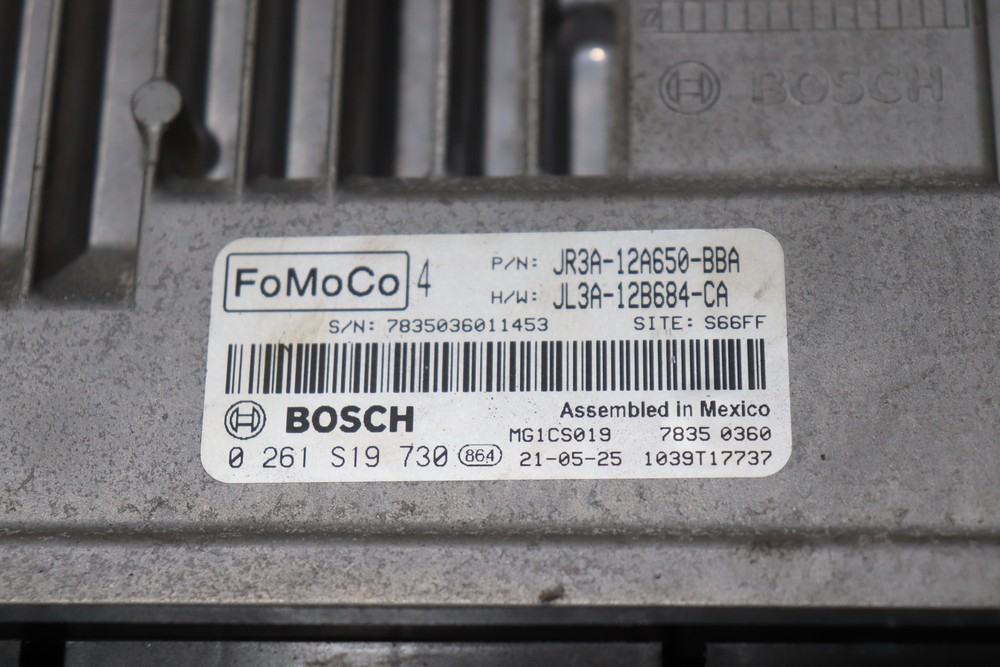 BOSCH
FoMoCo 4 P/N: JR3A-12A650-BBA
H/W: JL3A-12B684-CA
S/N: 7835036011453 SITE: S66FF
BOSCH Assembled in Mexico
MG1CS019 7835 0360
0 261 S19 730 864 21-05-25 1039T17737